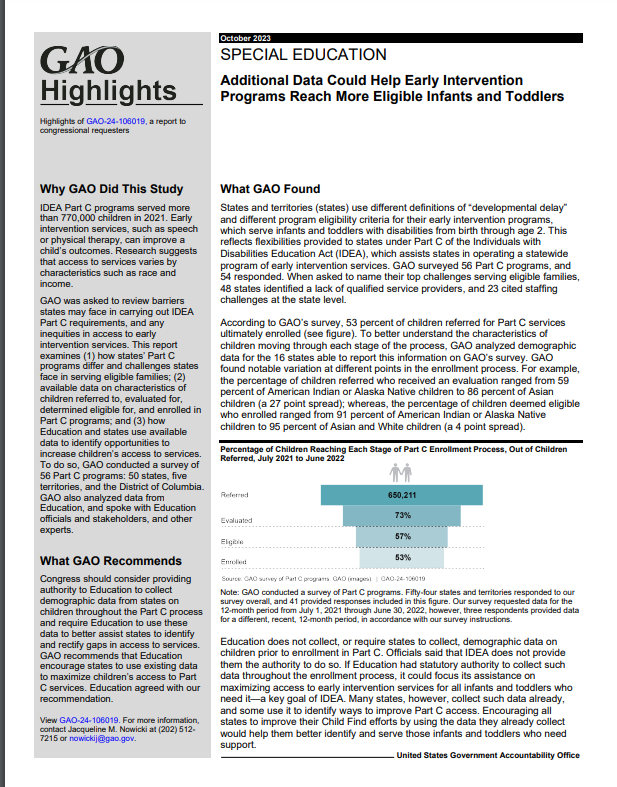 GAO
Highlights
Highlights of GAO-24-106019, a report to
congressional requesters
October 2023
SPECIAL EDUCATION
Additional Data Could Help Early Intervention
Programs Reach More Eligible Infants and Toddlers
Why GAO Did This Study
IDEA Part C programs served more
than 770,000 children in 2021. Early
intervention services, such as speech
or physical therapy, can improve a
child's outcomes. Research suggests
that access to services varies by
characteristics such as race and
income.
GAO was asked to review barriers
states may face in carrying out IDEA
Part C requirements, and any
inequities in access to early
intervention services. This report
examines (1) how states' Part C
programs differ and challenges states
face in serving eligible families; (2)
available data on characteristics of
children referred to, evaluated for,
determined eligible for, and enrolled in
Part C programs; and (3) how
Education and states use available
data to identify opportunities to
increase children's access to services.
To do so, GAO conducted a survey of
56 Part C programs: 50 states, five
territories, and the District of Columbia.
GAO also analyzed data from
Education, and spoke with Education
officials and stakeholders, and other
experts.
What GAO Recommends
Congress should consider providing
authority to Education to collect
demographic data from states on
children throughout the Part C process
and require Education to use these
data to better assist states to identify
and rectify gaps in access to services.
GAO recommends that Education
encourage states to use existing data
to maximize children's access to Part
C services. Education agreed with our
recommendation.
View GAO-24-106019. For more information,
contact Jacqueline M. Nowicki at (202) 512-
7215 or nowickij@gao.gov.
What GAO Found
States and territories (states) use different definitions of "developmental delay"
and different program eligibility criteria for their early intervention programs,
which serve infants and toddlers with disabilities from birth through age 2. This
reflects flexibilities provided to states under Part C of the Individuals with
Disabilities Education Act (IDEA), which assists states in operating a statewide
program of early intervention services. GAO surveyed 56 Part C programs, and
54 responded. When asked to name their top challenges serving eligible families,
48 states identified a lack of qualified service providers, and 23 cited staffing
challenges at the state level.
According to GAO's survey, 53 percent of children referred for Part C services
ultimately enrolled (see figure). To better understand the characteristics of
children moving through each stage of the process, GAO analyzed demographic
data for the 16 states able to report this information on GAO's survey. GAO
found notable variation at different points in the enrollment process. For example,
the percentage of children referred who received an evaluation ranged from 59
percent of American Indian or Alaska Native children to 86 percent of Asian
children (a 27 point spread); whereas, the percentage of children deemed eligible
who enrolled ranged from 91 percent of American Indian or Alaska Native
children to 95 percent of Asian and White children (a 4 point spread).
Percentage of Children Reaching Each Stage of Part C Enrollment Process, Out of Children
Referred, July 2021 to June 2022
Referred 650,211
Evaluated 73%
Eligible 57%
Enrolled 53%
Source: GAO survey of Part C programs: GAO (images). | GAO-24-106019
Note: GAO conducted a survey of Part C programs. Fifty-four states and territories responded to our
survey overall, and 41 provided responses included in this figure. Our survey requested data for the
12-month period from July 1, 2021 through June 30, 2022, however, three respondents provided data
for a different, recent, 12-month period, in accordance with our survey instructions.
Education does not collect, or require states to collect, demographic data on
children prior to enrollment in Part C. Officials said that IDEA does not provide
them the authority to do so. If Education had statutory authority to collect such
data throughout the enrollment process, it could focus its assistance on
maximizing access to early intervention services for all infants and toddlers who
need it—a key goal of IDEA. Many states, however, collect such data already,
and some use it to identify ways to improve Part C access. Encouraging all
states to improve their Child Find efforts by using the data they already collect
would help them better identify and serve those infants and toddlers who need
support.
United States Government Accountability Office